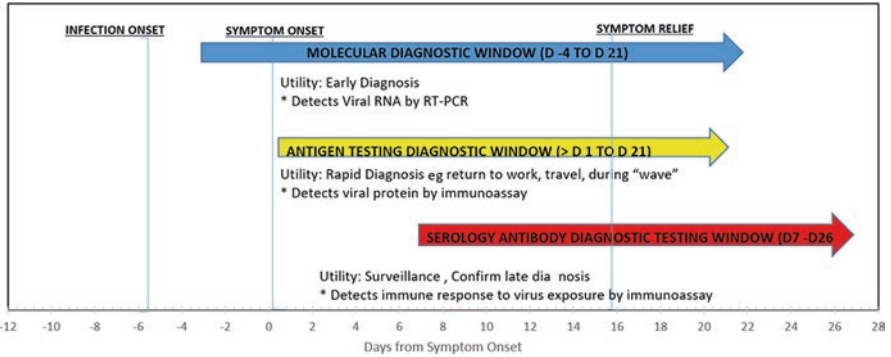 INFECTION ONSET
SYMPTOM ONSET
SYMPTOM RELIEF
MOLECULAR DIAGNOSTIC WINDOW (D -4 TO D 21)
Utility: Early Diagnosis
* Detects Viral RNA by RT-PCR
ANTIGEN TESTING DIAGNOSTIC WINDOW (> D 1 TO D 21)
Utility: Rapid Diagnosis eg return to work, travel, during “wave”
* Detects viral protein by immunoassay
SEROLOGY ANTIBODY DIAGNOSTIC TESTING WINDOW (D7 -D26
Utility: Surveillance , Confirm late dia nosis
* Detects immune response to virus exposure by immunoassay
-12 -10 -8 -6 -4 -2 0 2 4 6 8 10 12 14 16 18 20 22 24 26 28
Days from Symptom Onset